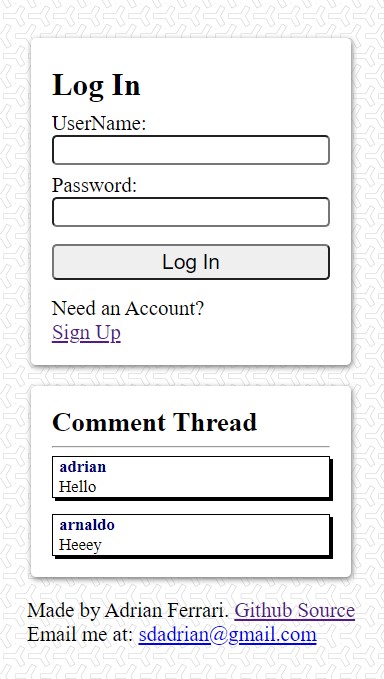 Log In
UserName:
Password:
Log In
Need an Account?
Sign Up
Comment Thread
adrian
Hello
arnaldo
Heeey
Made by Adrian Ferrari. Github Source
Email me at: sdadrian@gmail.com